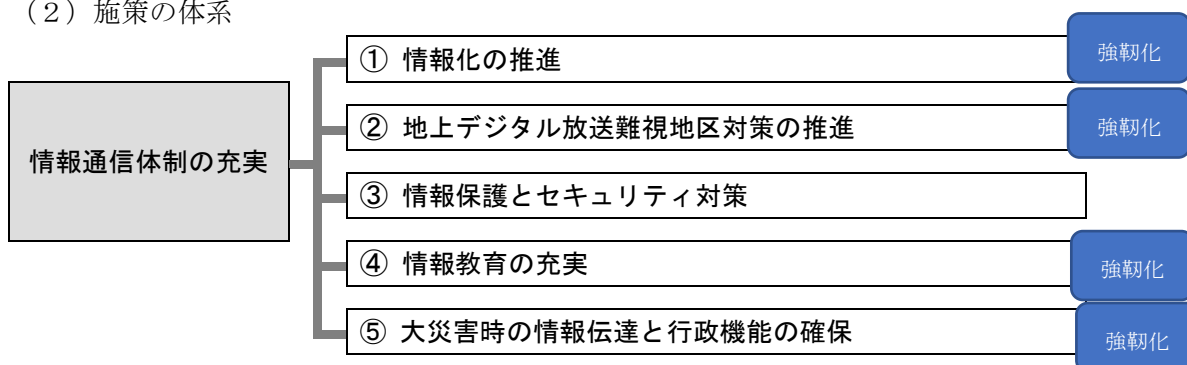 （２）施策の体系
① 情報化の推進
強靭化
② 地上デジタル放送難視地区対策の推進
強靭化
情報通信体制の充実
③ 情報保護とセキュリティ対策
④ 情報教育の充実
強靭化
⑤ 大災害時の情報伝達と行政機能の確保
強靭化